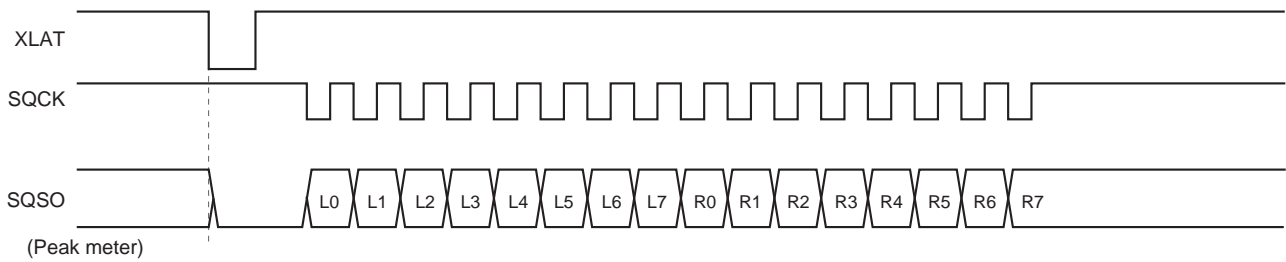 XLAT
SQCK
SQSO
L0 L1 L2 L3 L4 L5 L6 L7 R0 R1 R2 R3 R4 R5 R6 R7
(Peak meter)